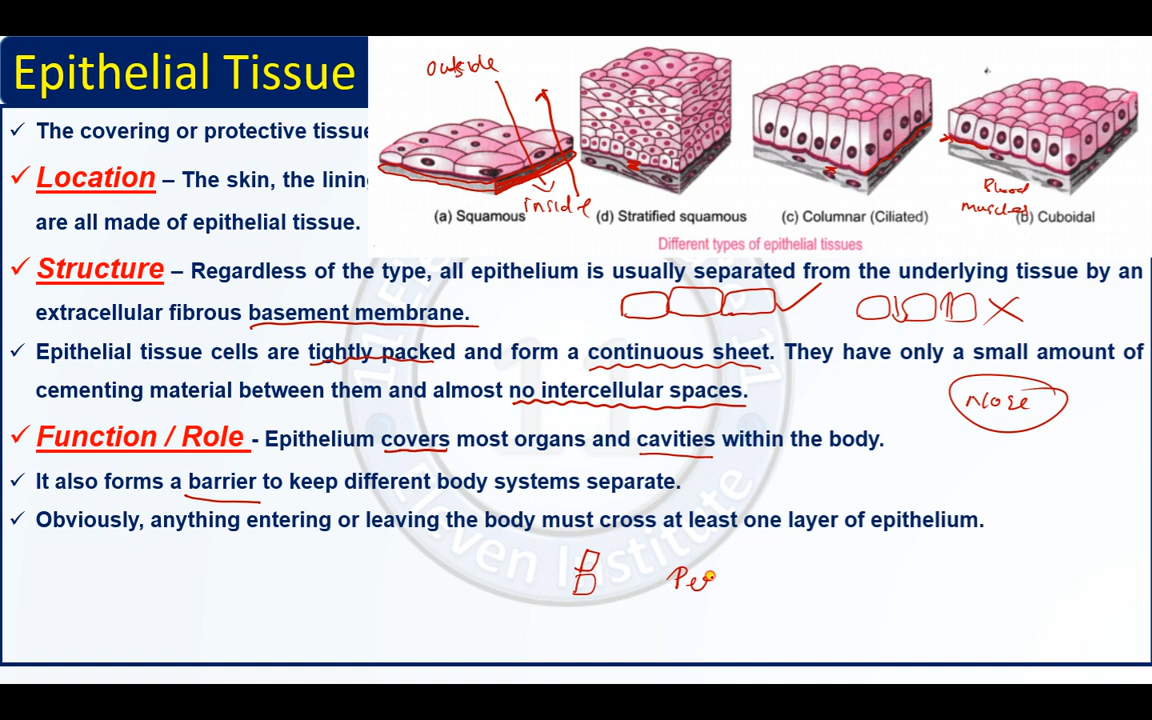 Epithelial Tissue
✓ The covering or protective tissue
✓ Location – The skin, the lining
are all made of epithelial tissue.
outside
inside
Blood
muscles
(a) Squamous
(d) Stratified squamous
(c) Columnar (Ciliated)
(b) Cuboidal
Different types of epithelial tissues
✓ Structure – Regardless of the type, all epithelium is usually separated from the underlying tissue by an
extracellular fibrous basement membrane.
✓ Epithelial tissue cells are tightly packed and form a continuous sheet. They have only a small amount of
cementing material between them and almost no intercellular spaces.
✓ Function / Role - Epithelium covers most organs and cavities within the body.
✓ It also forms a barrier to keep different body systems separate.
✓ Obviously, anything entering or leaving the body must cross at least one layer of epithelium.
Pe
Eleven Institute
11